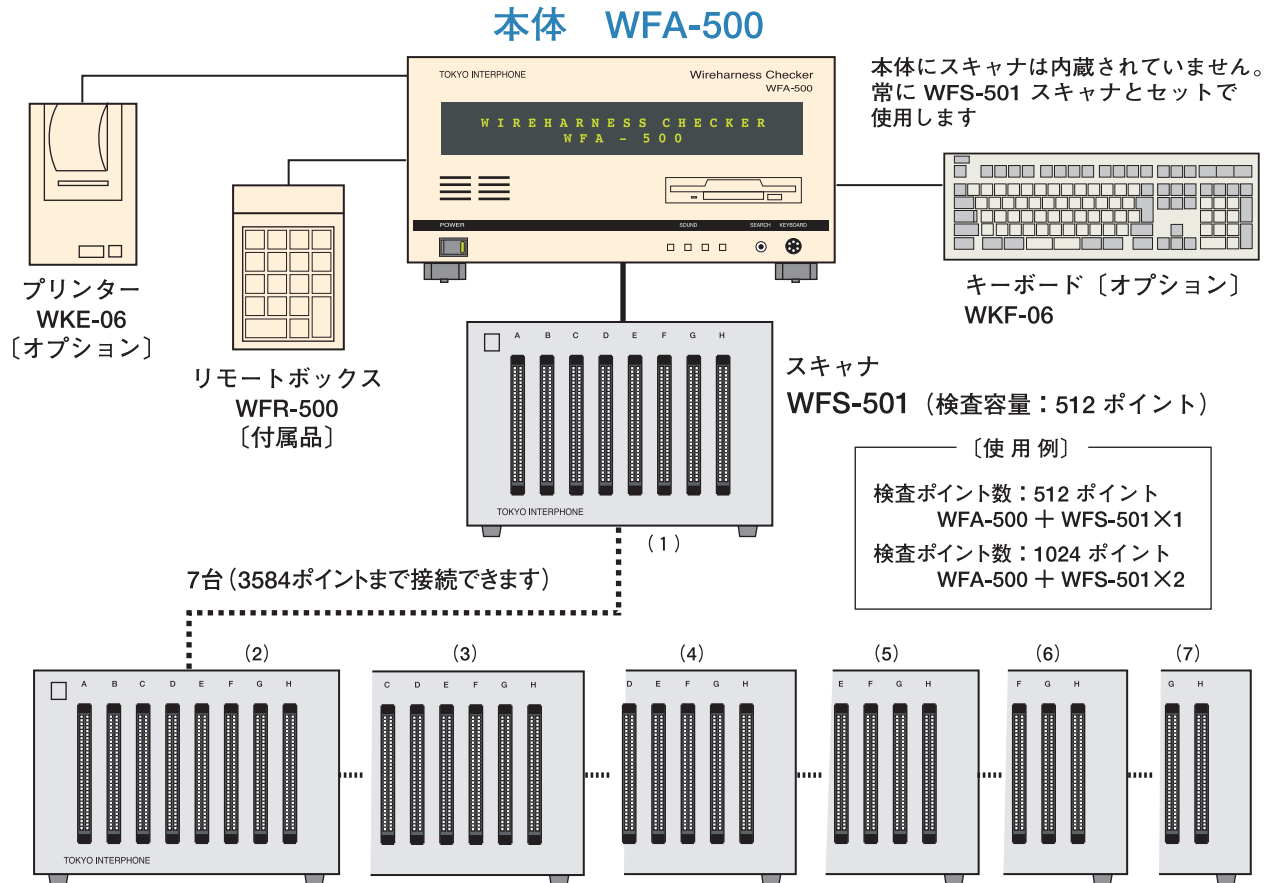 本体　WFA-500
TOKYO INTERPHONE
Wireharness Checker
WFA-500
WIREHARNESS CHECKER
WFA - 500
POWER
SOUND
SEARCH
KEYBOARD
本体にスキャナは内蔵されていません。
常に WFS-501 スキャナとセットで
使用します
プリンター
WKE-06
〔オプション〕
リモートボックス
WFR-500
〔付属品〕
キーボード〔オプション〕
WKF-06
A B C D E F G H
TOKYO INTERPHONE
(1)
スキャナ
WFS-501（検査容量：512 ポイント）
〔使 用 例〕
検査ポイント数：512 ポイント
WFA-500 ＋ WFS-501×1
検査ポイント数：1024 ポイント
WFA-500 ＋ WFS-501×2
7台（3584ポイントまで接続できます）
(2)
A B C D E F G H
TOKYO INTERPHONE
(3)
C D E F G H
(4)
D E F G H
(5)
E F G H
(6)
F G H
(7)
G H